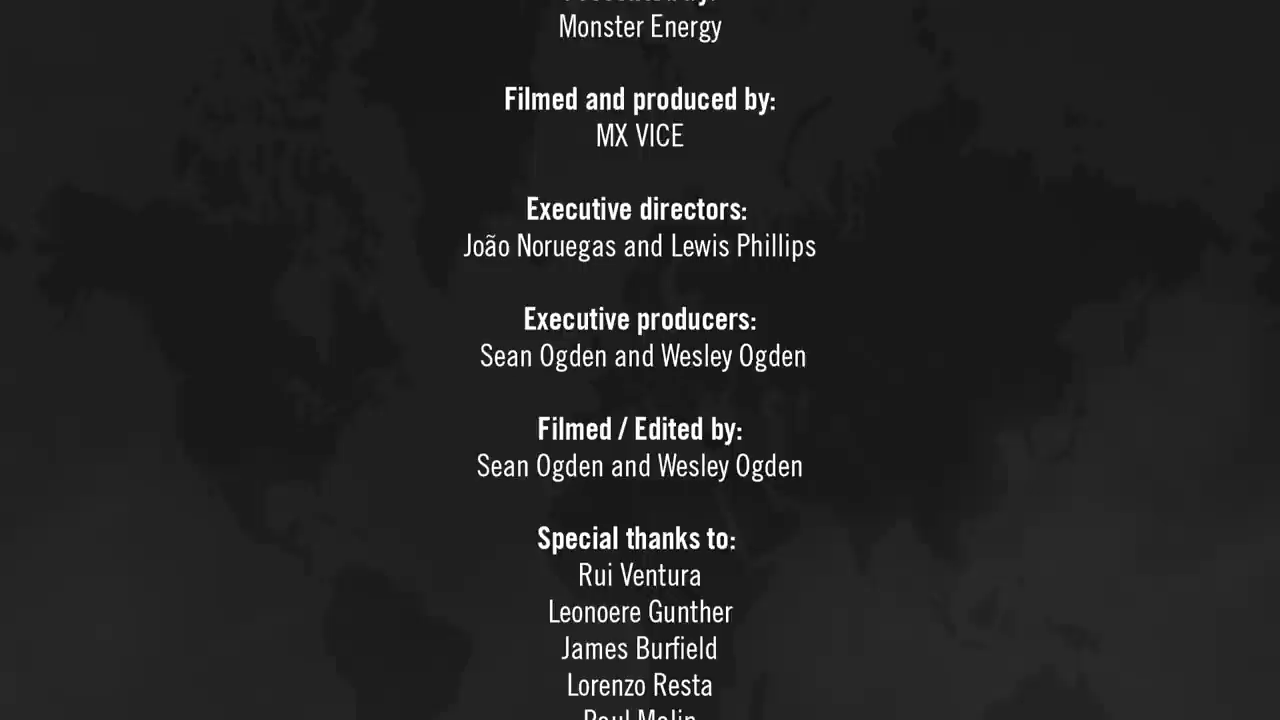 Monster Energy
Filmed and produced by:
MX VICE
Executive directors:
João Noruegas and Lewis Phillips
Executive producers:
Sean Ogden and Wesley Ogden
Filmed / Edited by:
Sean Ogden and Wesley Ogden
Special thanks to:
Rui Ventura
Leonoere Gunther
James Burfield
Lorenzo Resta